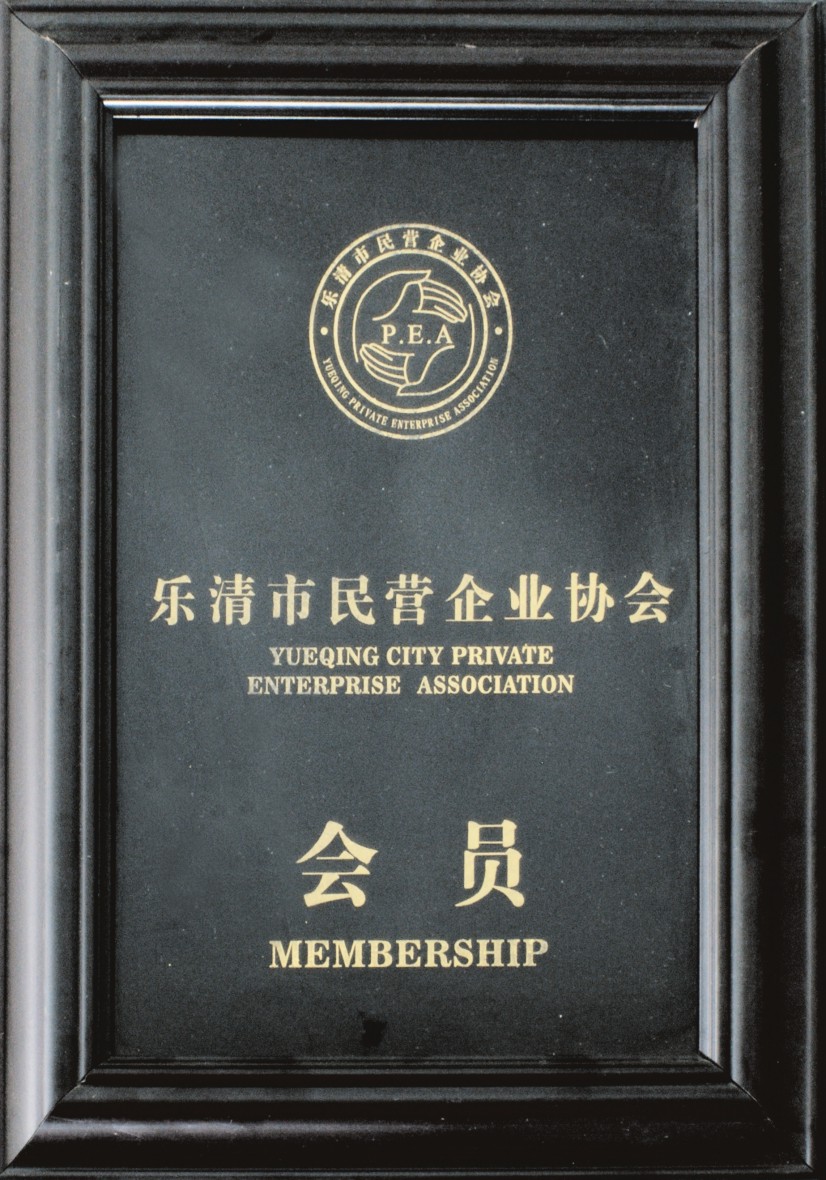 乐清市民营企业协会
P.E.A
YUEQING PRIVATE ENTERPRISE ASSOCIATION
乐清市民营企业协会
YUEQING CITY PRIVATE
ENTERPRISE ASSOCIATION
会员
MEMBERSHIP